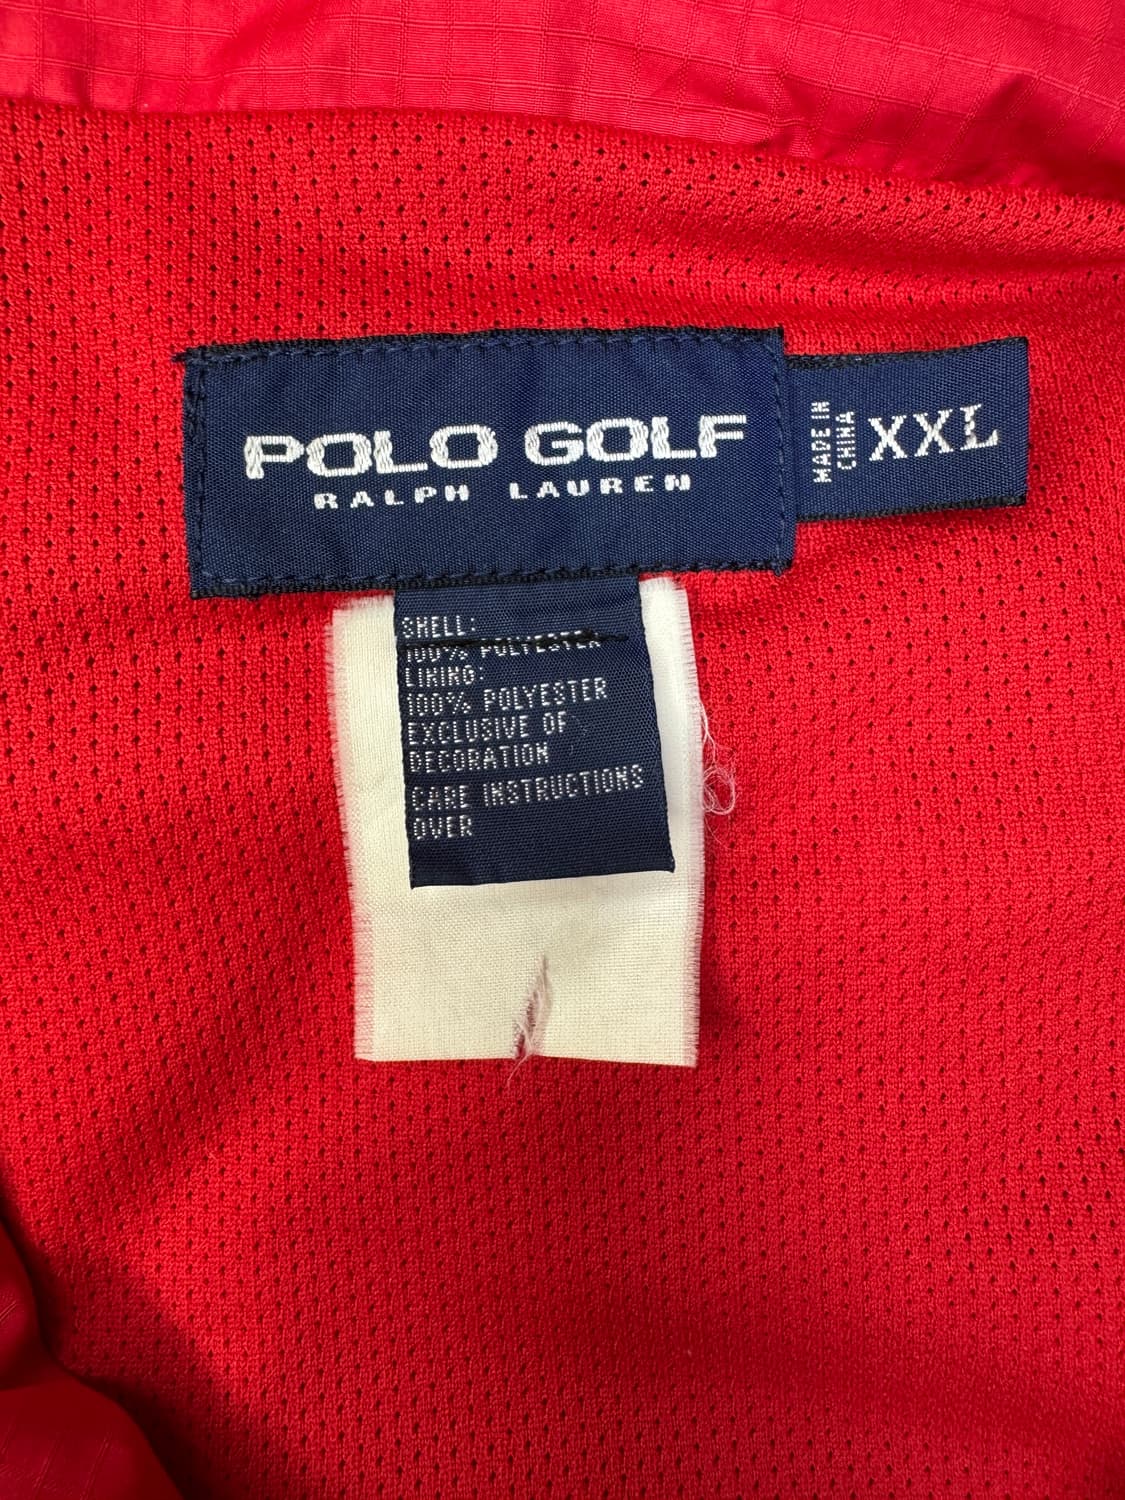 POLO GOLF
RALPH LAUREN
MADE IN
CHINA
XXL
SHELL:
100% POLYESTER
LINING:
100% POLYESTER
EXCLUSIVE OF
DECORATION
CARE INSTRUCTIONS
OVER